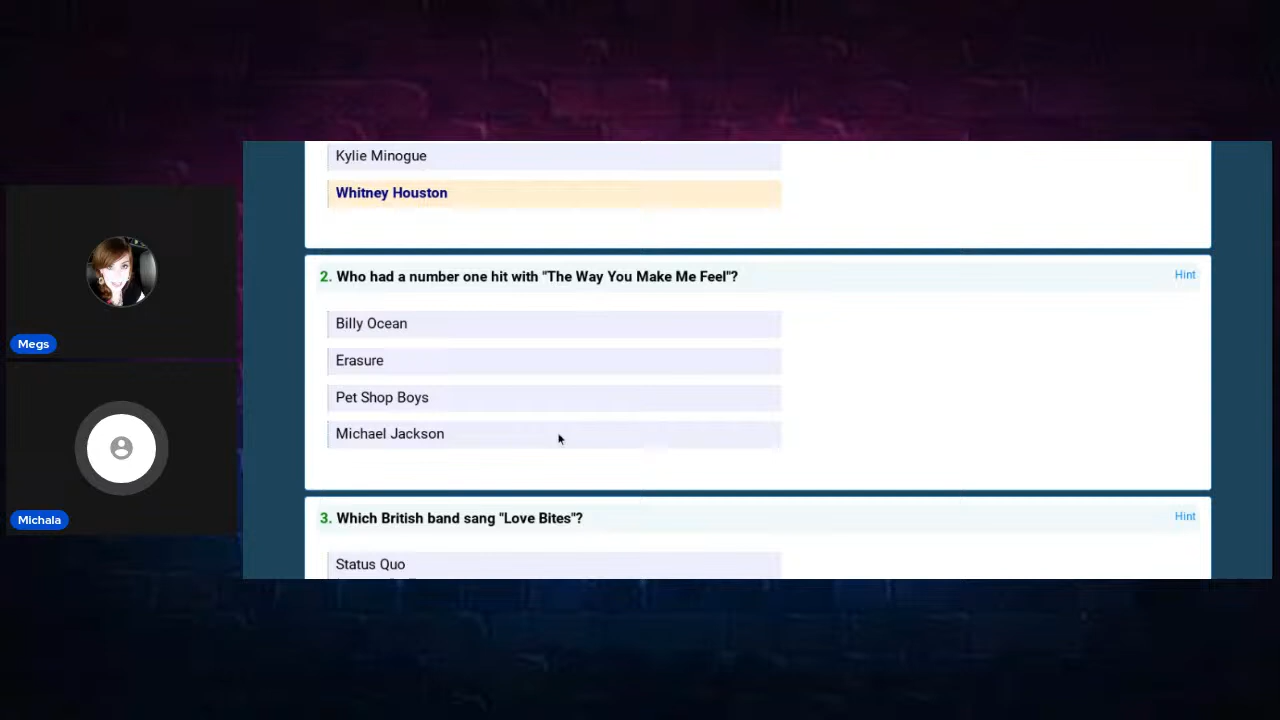 Kylie Minogue
Whitney Houston
2. Who had a number one hit with "The Way You Make Me Feel"?
Hint
Billy Ocean
Erasure
Pet Shop Boys
Michael Jackson
3. Which British band sang "Love Bites"?
Hint
Status Quo
Megs
Michala